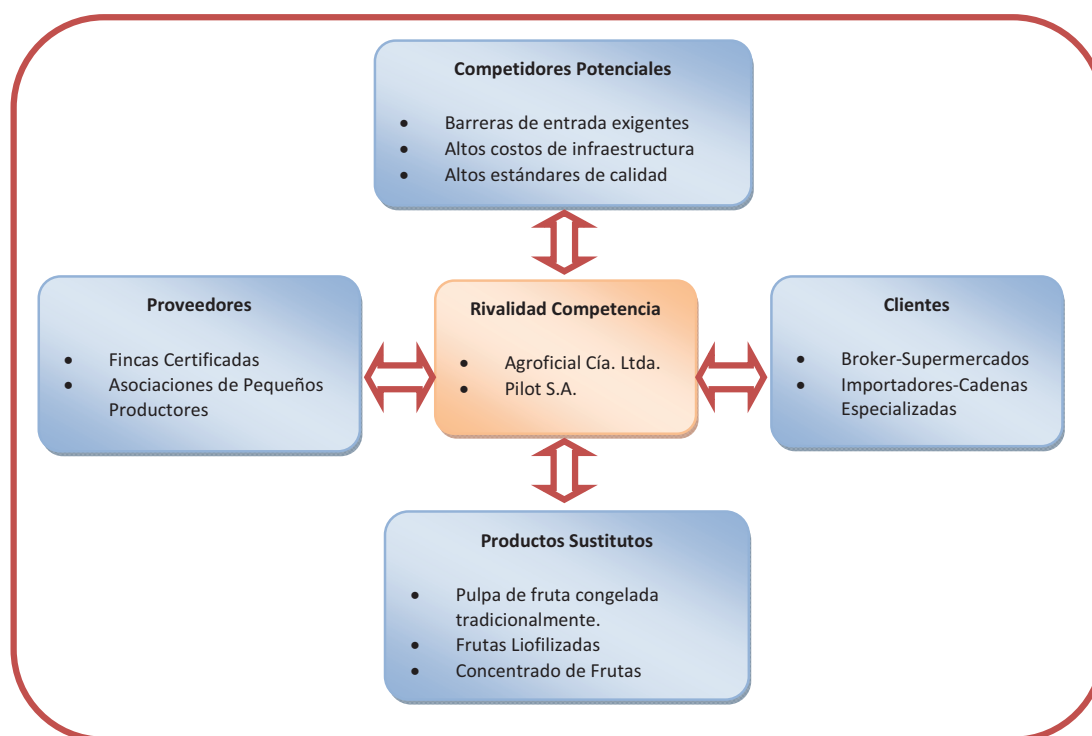 Competidores Potenciales
• Barreras de entrada exigentes
• Altos costos de infraestructura
• Altos estándares de calidad
Proveedores
• Fincas Certificadas
• Asociaciones de Pequeños
Productores
Rivalidad Competencia
• Agroficial Cía. Ltda.
• Pilot S.A.
Clientes
• Broker-Supermercados
• Importadores-Cadenas
Especializadas
Productos Sustitutos
• Pulpa de fruta congelada
tradicionalmente.
• Frutas Liofilizadas
• Concentrado de Frutas